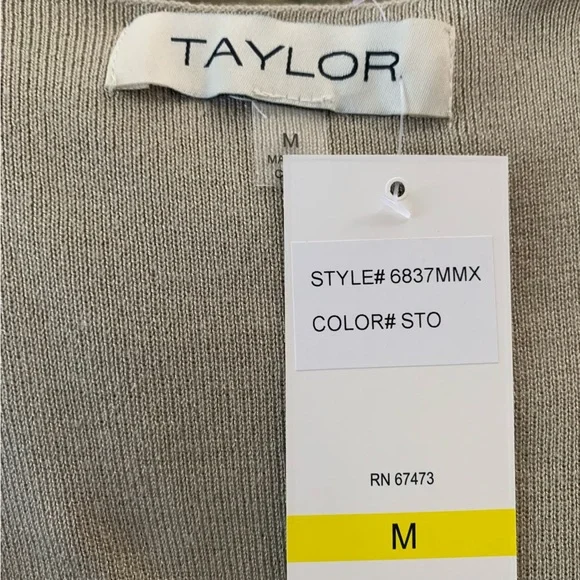 TAYLOR
M
STYLE# 6837MMX
COLOR# STO
RN 67473
M